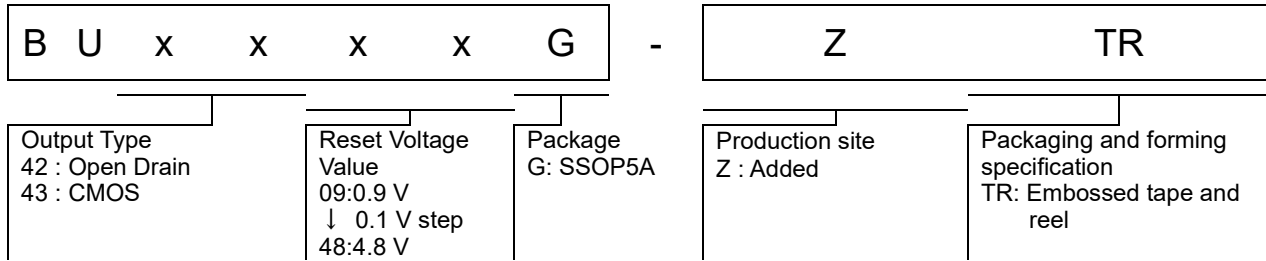 B U x x x x G - Z TR
Output Type
42 : Open Drain
43 : CMOS
Reset Voltage
Value
09:0.9 V
↓ 0.1 V step
48:4.8 V
Package
G: SSOP5A
Production site
Z : Added
Packaging and forming
specification
TR: Embossed tape and
reel